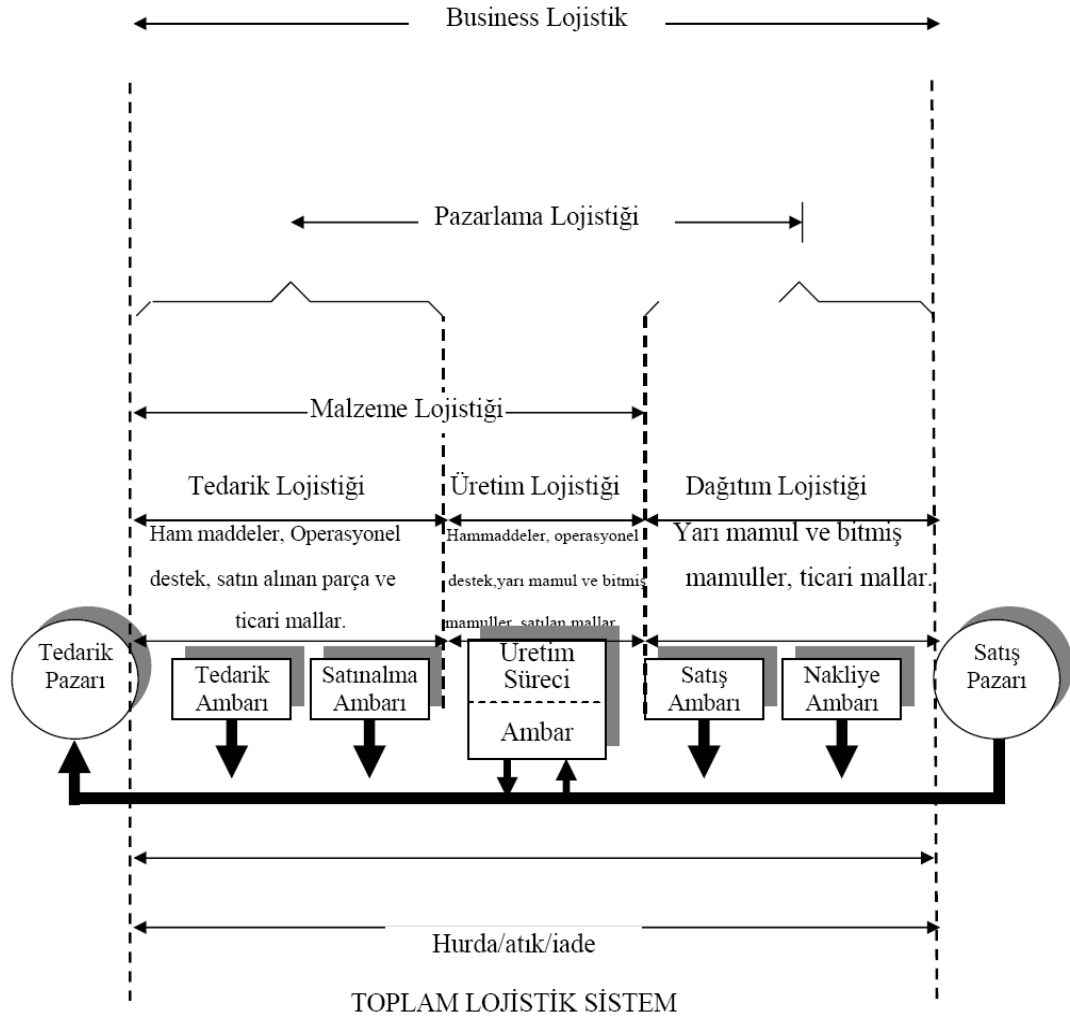 Business Lojistik
Pazarlama Lojistiği
Malzeme Lojistiği
Tedarik Lojistiği
Ham maddeler, Operasyonel
destek, satın alınan parça ve
ticari mallar.
Üretim Lojistiği
Hammaddeler, operasyonel
destek,yarı mamul ve bitmiş
mamuller, satılan mallar
Dağıtım Lojistiği
Yarı mamul ve bitmiş
mamuller, ticari mallar.
Tedarik
Pazarı
Tedarik
Ambarı
Satınalma
Ambarı
Üretim
Süreci
Ambar
Satış
Ambarı
Nakliye
Ambarı
Satış
Pazarı
Hurda/atık/iade
TOPLAM LOJİSTİK SİSTEM